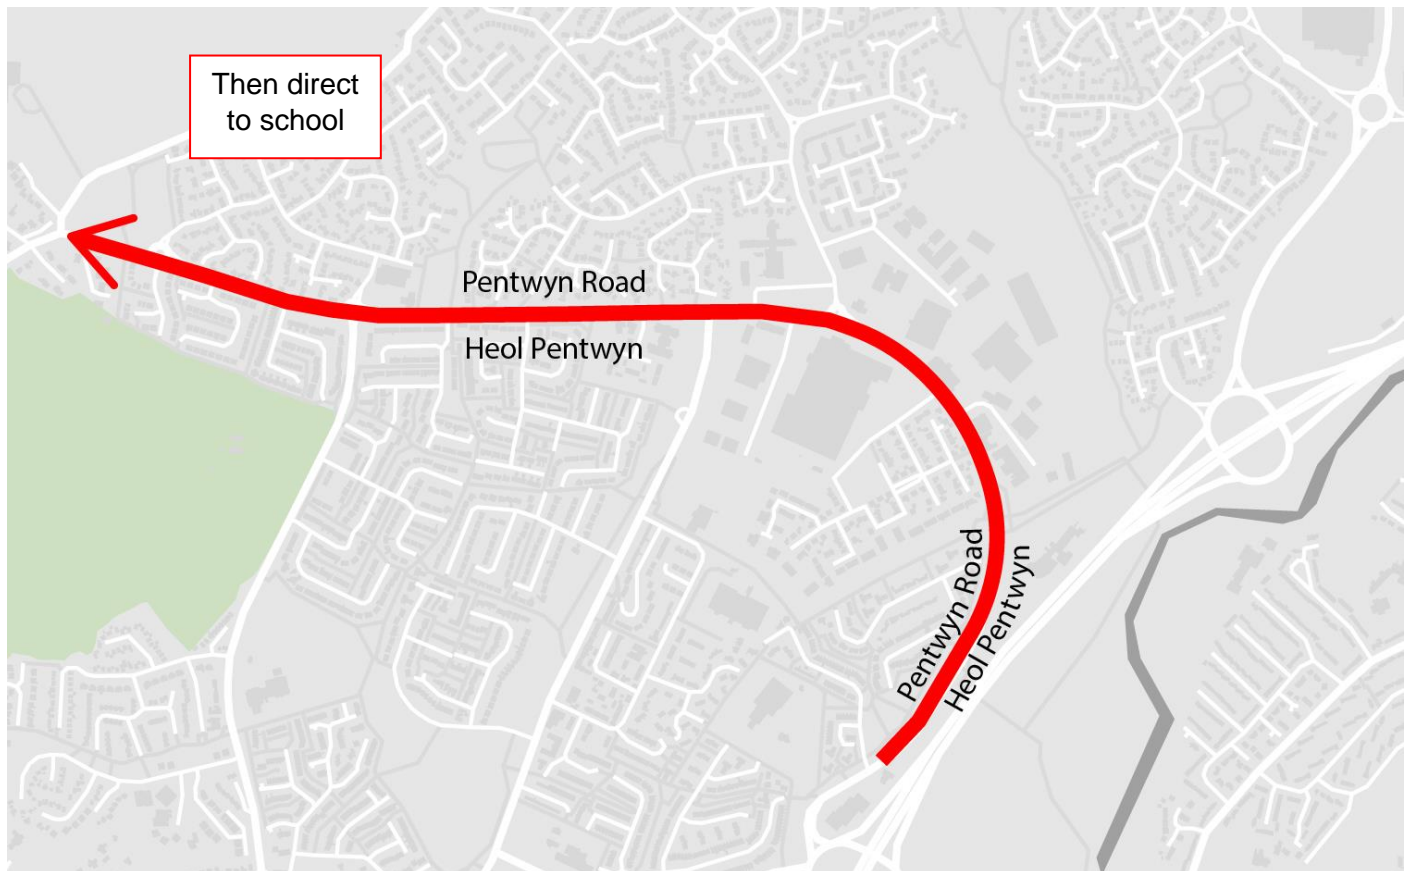 Then direct
to school
Pentwyn Road
Heol Pentwyn
Pentwyn Road
Heol Pentwyn